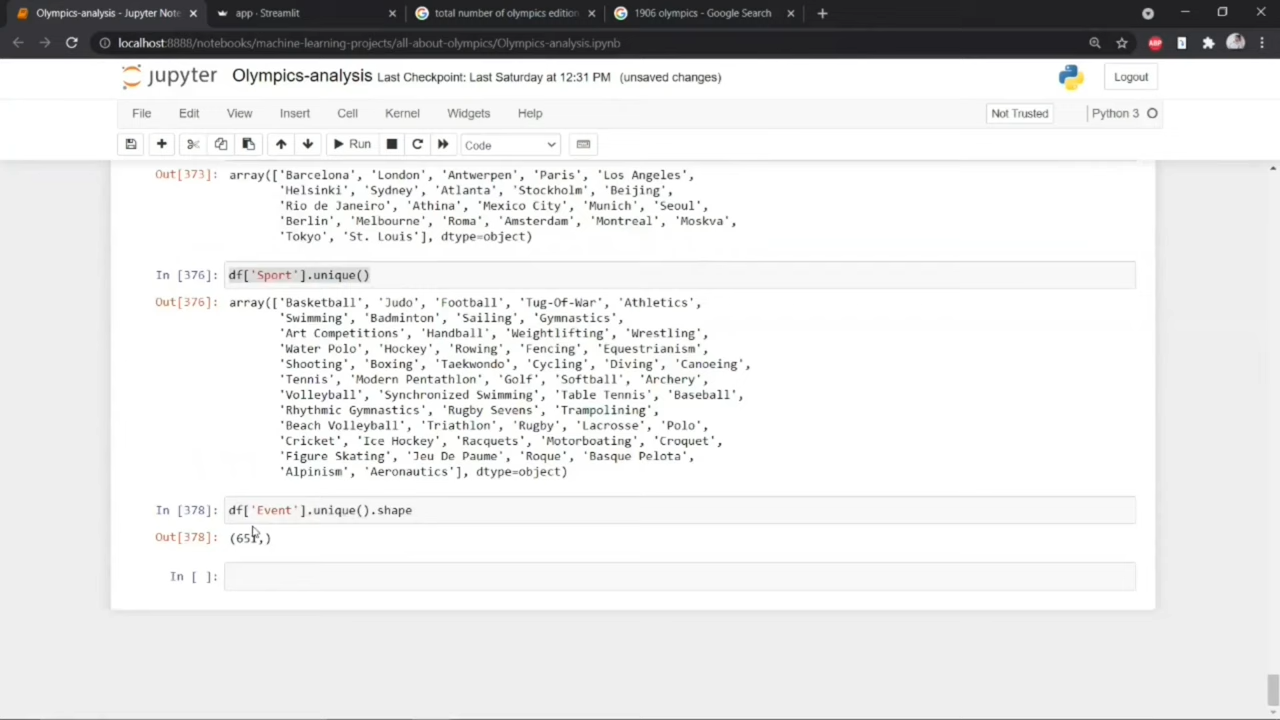 Olympics-analysis - Jupyter Note
app · Streamlit
total number of olympics edition
1906 olympics - Google Search
localhost:8888/notebooks/machine-learning-projects/all-about-olympics/Olympics-analysis.ipynb
ABP
jupyter Olympics-analysis Last Checkpoint: Last Saturday at 12:31 PM (unsaved changes) Logout
File Edit View Insert Cell Kernel Widgets Help Not Trusted Python 3
Run Code
Out[373]: array(['Barcelona', 'London', 'Antwerpen', 'Paris', 'Los Angeles',
'Helsinki', 'Sydney', 'Atlanta', 'Stockholm', 'Beijing',
'Rio de Janeiro', 'Athina', 'Mexico City', 'Munich', 'Seoul',
'Berlin', 'Melbourne', 'Roma', 'Amsterdam', 'Montreal', 'Moskva',
'Tokyo', 'St. Louis'], dtype=object)
In [376]: df['Sport'].unique()
Out[376]: array(['Basketball', 'Judo', 'Football', 'Tug-Of-War', 'Athletics',
'Swimming', 'Badminton', 'Sailing', 'Gymnastics',
'Art Competitions', 'Handball', 'Weightlifting', 'Wrestling',
'Water Polo', 'Hockey', 'Rowing', 'Fencing', 'Equestrianism',
'Shooting', 'Boxing', 'Taekwondo', 'Cycling', 'Diving', 'Canoeing',
'Tennis', 'Modern Pentathlon', 'Golf', 'Softball', 'Archery',
'Volleyball', 'Synchronized Swimming', 'Table Tennis', 'Baseball',
'Rhythmic Gymnastics', 'Rugby Sevens', 'Trampolining',
'Beach Volleyball', 'Triathlon', 'Rugby', 'Lacrosse', 'Polo',
'Cricket', 'Ice Hockey', 'Racquets', 'Motorboating', 'Croquet',
'Figure Skating', 'Jeu De Paume', 'Roque', 'Basque Pelota',
'Alpinism', 'Aeronautics'], dtype=object)
In [378]: df['Event'].unique().shape
Out[378]: (651,)
In [ ]: